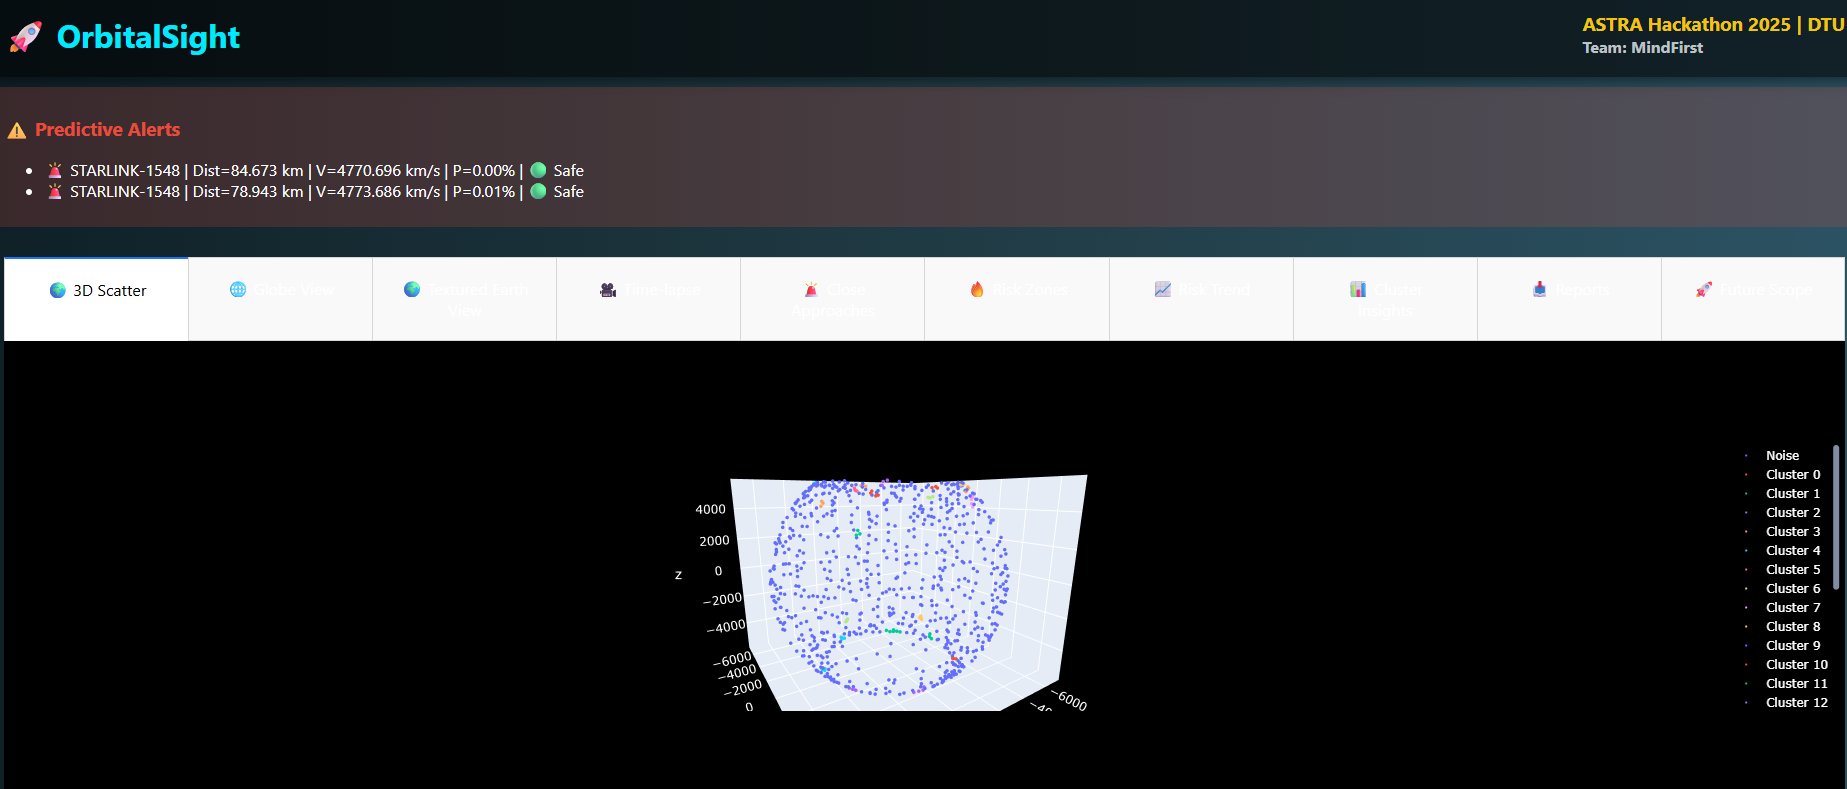 🚀 OrbitalSight
ASTRA Hackathon 2025 | DTU
Team: MindFirst
⚠️ Predictive Alerts
• 🚨 STARLINK-1548 | Dist=84.673 km | V=4770.696 km/s | P=0.00% | 🟢 Safe
• 🚨 STARLINK-1548 | Dist=78.943 km | V=4773.686 km/s | P=0.01% | 🟢 Safe
🌍 3D Scatter
🌐 Globe View
🌍 Textured Earth
View
🎥 Time-lapse
🚨 Close
Approaches
🔥 Risk Zones
📈 Risk Trend
📊 Cluster
Insights
📥 Reports
🚀 Future Scope
4000
2000
0
−2000
−4000
−6000
−4000
−2000
0
z
−6000
Noise
Cluster 0
Cluster 1
Cluster 2
Cluster 3
Cluster 4
Cluster 5
Cluster 6
Cluster 7
Cluster 8
Cluster 9
Cluster 10
Cluster 11
Cluster 12